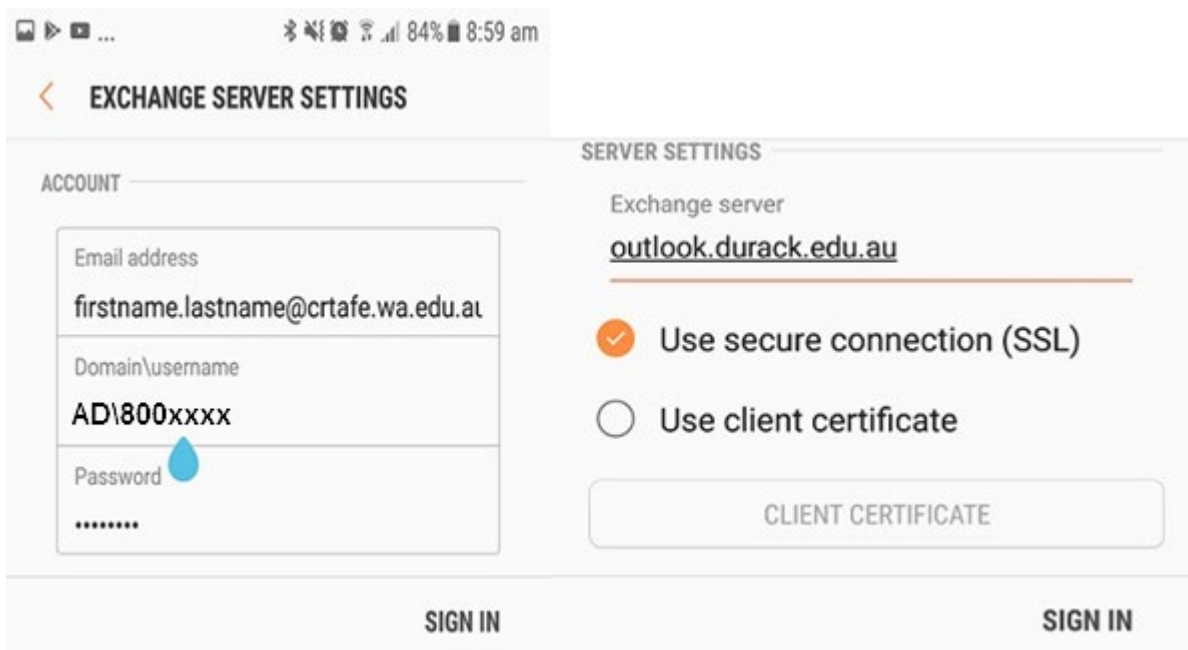 ... 84% 8:59 am
EXCHANGE SERVER SETTINGS
ACCOUNT
Email address
firstname.lastname@crtafe.wa.edu.au
Domain\username
AD\800xxxx
Password
••••••••
SIGN IN
SERVER SETTINGS
Exchange server
outlook.durack.edu.au
Use secure connection (SSL)
Use client certificate
CLIENT CERTIFICATE
SIGN IN